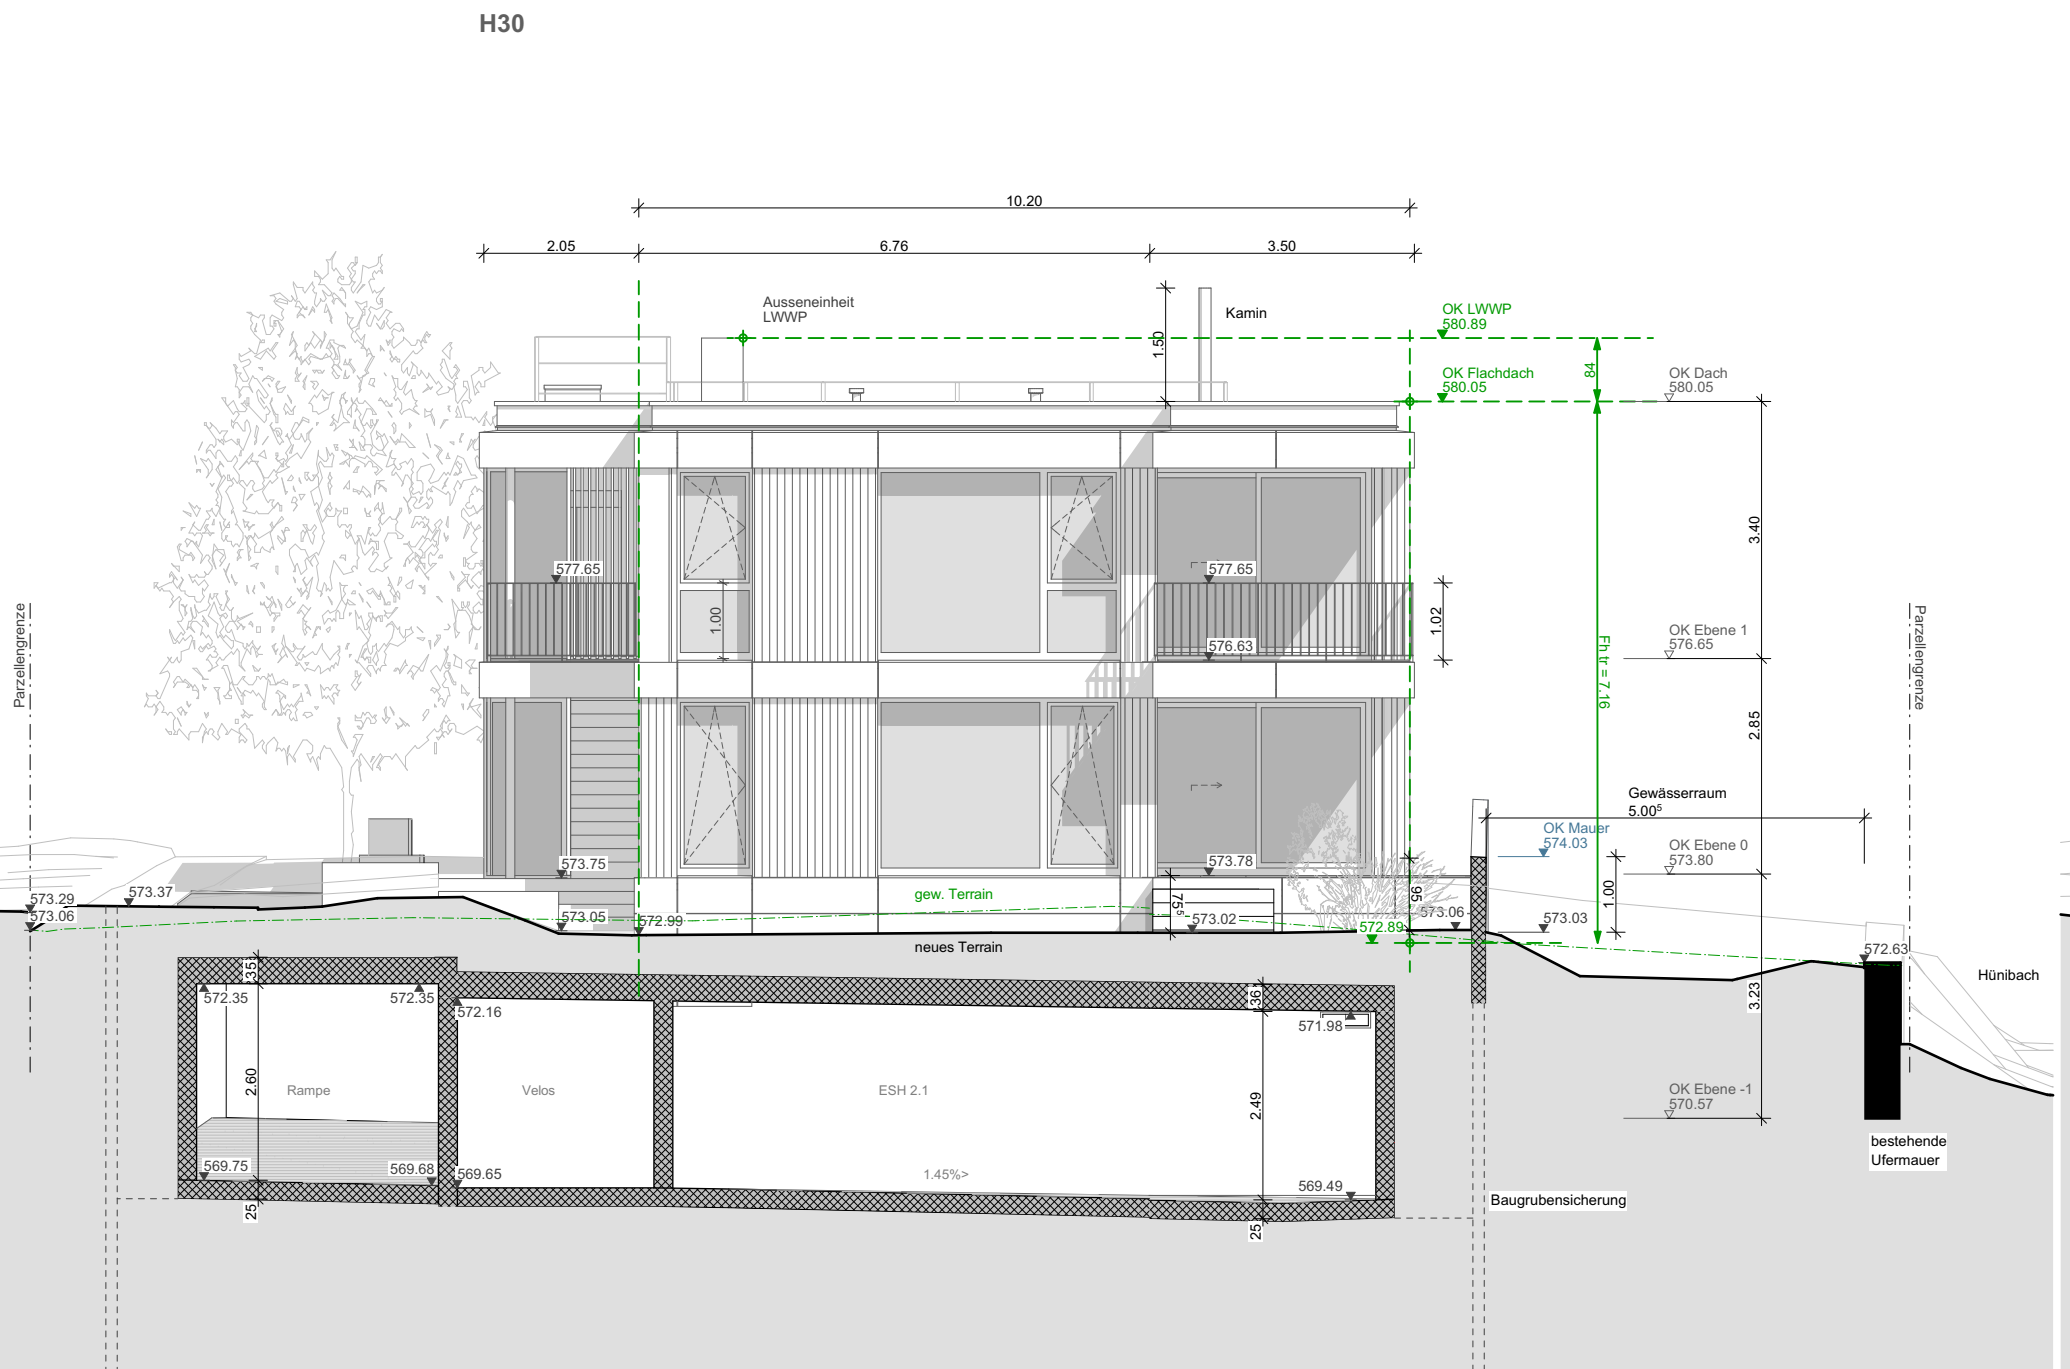 H30
10.20
2.05
6.76
3.50
Ausseneinheit
LWWP
1.50
Kamin
OK LWWP
580.89
OK Flachdach
580.05
84
OK Dach
580.05
3.40
577.65
577.65
1.00
1.02
576.63
OK Ebene 1
576.65
Fh tr = 7.16
2.85
Parzellengrenze
Parzellengrenze
Gewässerraum
5.00⁵
OK Mauer
574.03
OK Ebene 0
573.80
573.75
573.78
573.29
573.06
573.37
gew. Terrain
75⁵
95
1.00
573.05
572.99
573.02
573.06
573.03
572.89
neues Terrain
572.63
Hünibach
35
572.35
572.35
572.16
36
571.98
3.23
2.60
Rampe
Velos
ESH 2.1
2.49
OK Ebene -1
570.57
569.75
569.68
569.65
1.45%>
569.49
bestehende
Ufermauer
Baugrubensicherung
25
25